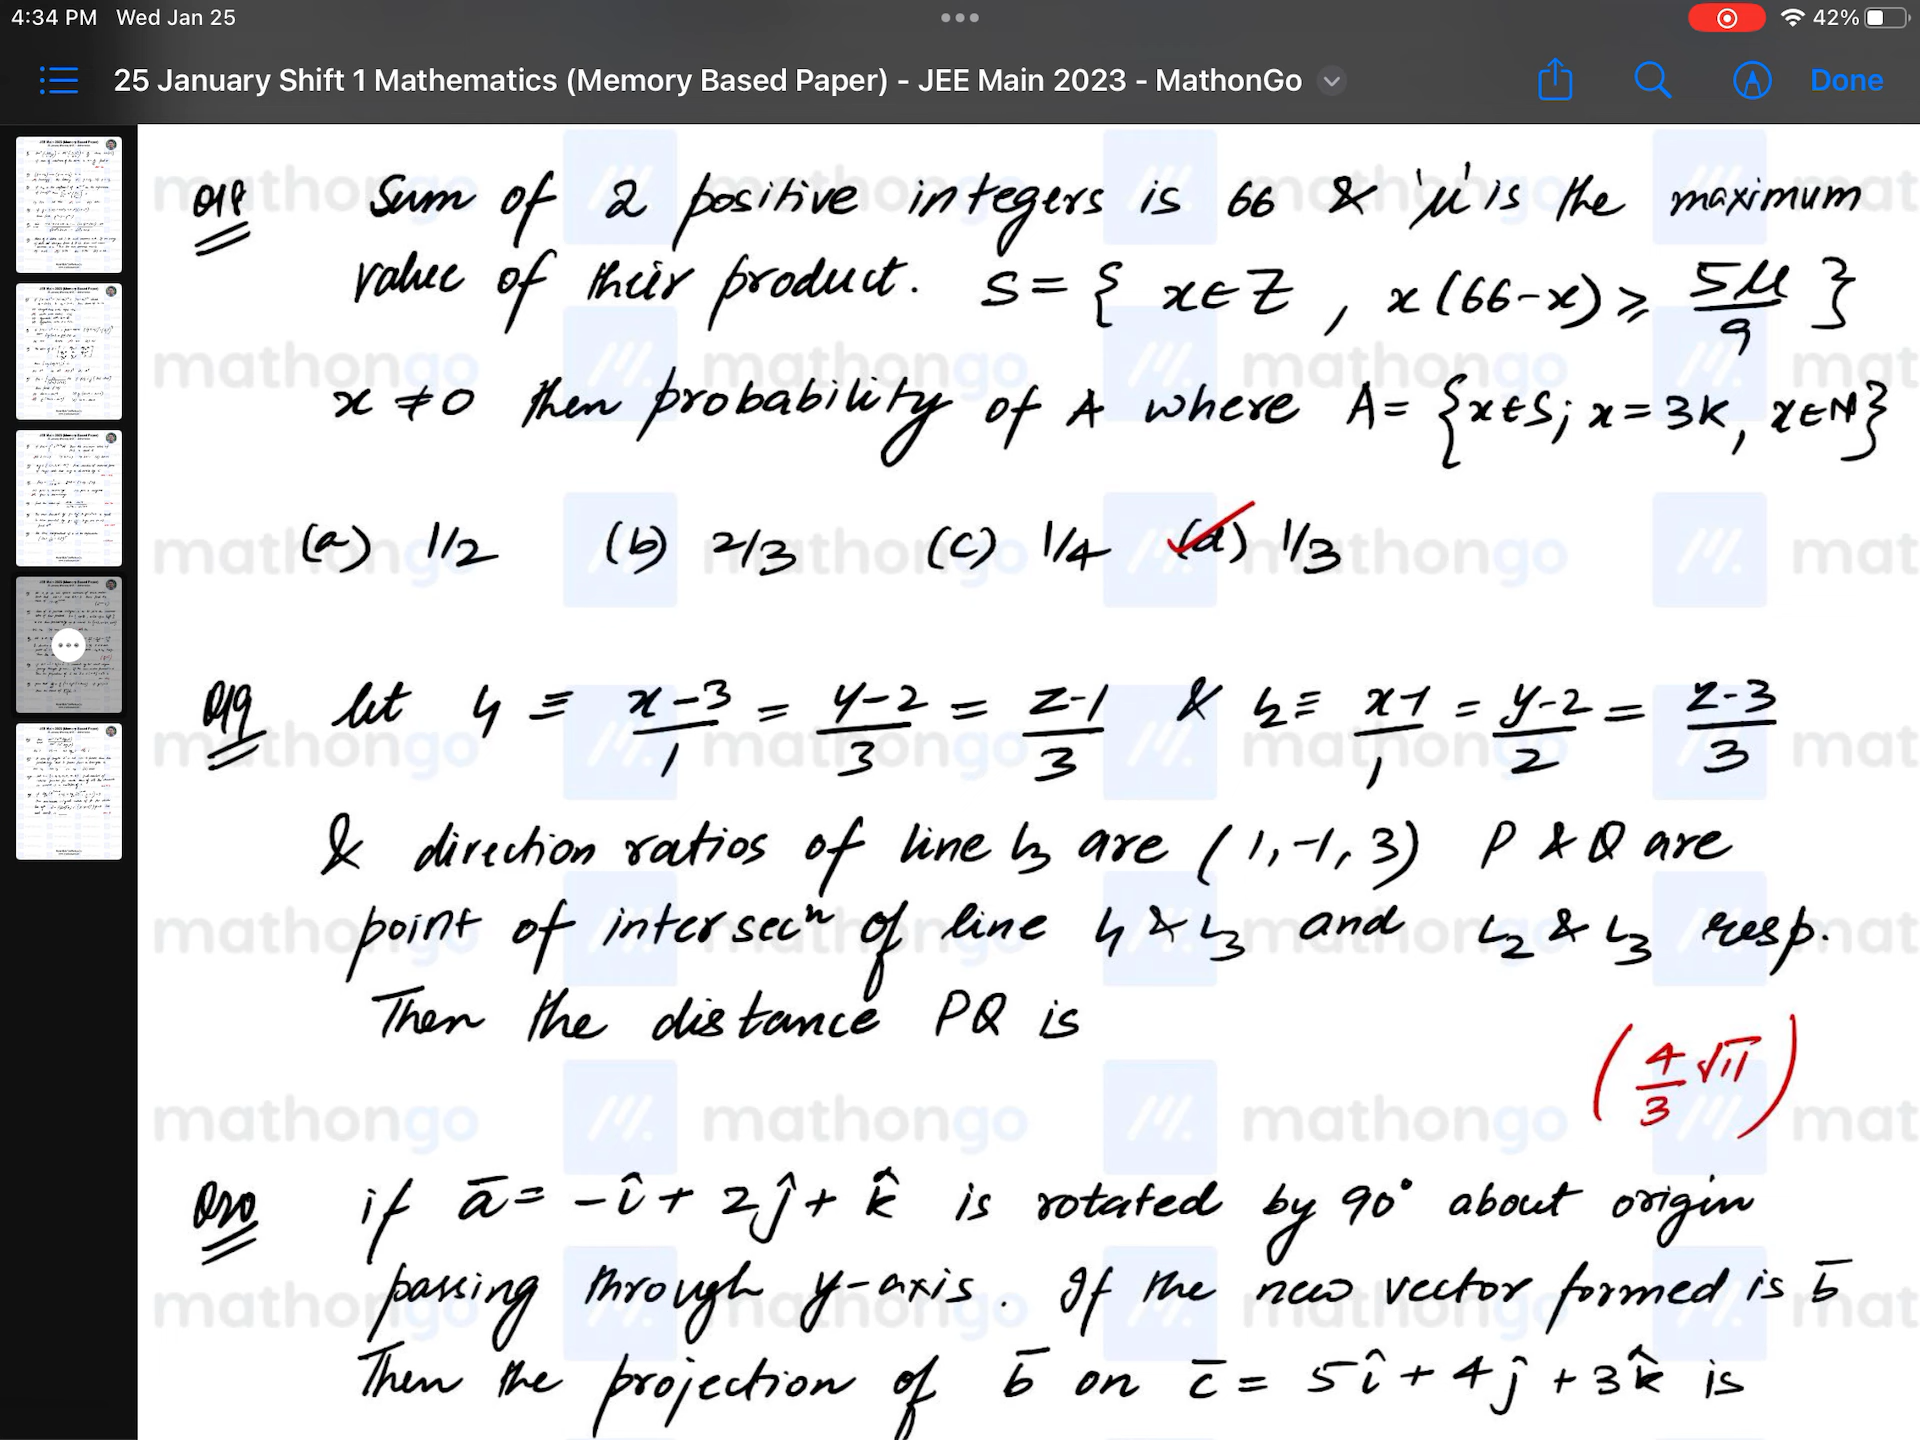 4:34 PM Wed Jan 25
42%
25 January Shift 1 Mathematics (Memory Based Paper) - JEE Main 2023 - MathonGo
Done
Q18 Sum of 2 positive integers is 66 & 'μ' is the maximum
value of their product. S = { x ∈ Z , x(66-x) ≥ 5μ/9 }
x ≠ 0 then probability of A where A = {x ∈ S; x = 3K, x ∈ N}
(a) 1/2 (b) 2/3 (c) 1/4 (d) 1/3
Q19 let L1 ≡ x-3/1 = y-2/3 = z-1/3 & L2 ≡ x-1/1 = y-2/2 = z-3/3
& direction ratios of line L3 are (1,-1,3) P & Q are
point of intersecⁿ of line L1 & L3 and L2 & L3 resp.
Then the distance PQ is
(4/3 √11)
Q20 if a̅ = -î + 2ĵ + k̂ is rotated by 90° about origin
passing through y-axis. If the new vector formed is b̅
Then the projection of b̅ on c̅ = 5î + 4ĵ + 3k̂ is
mathongo